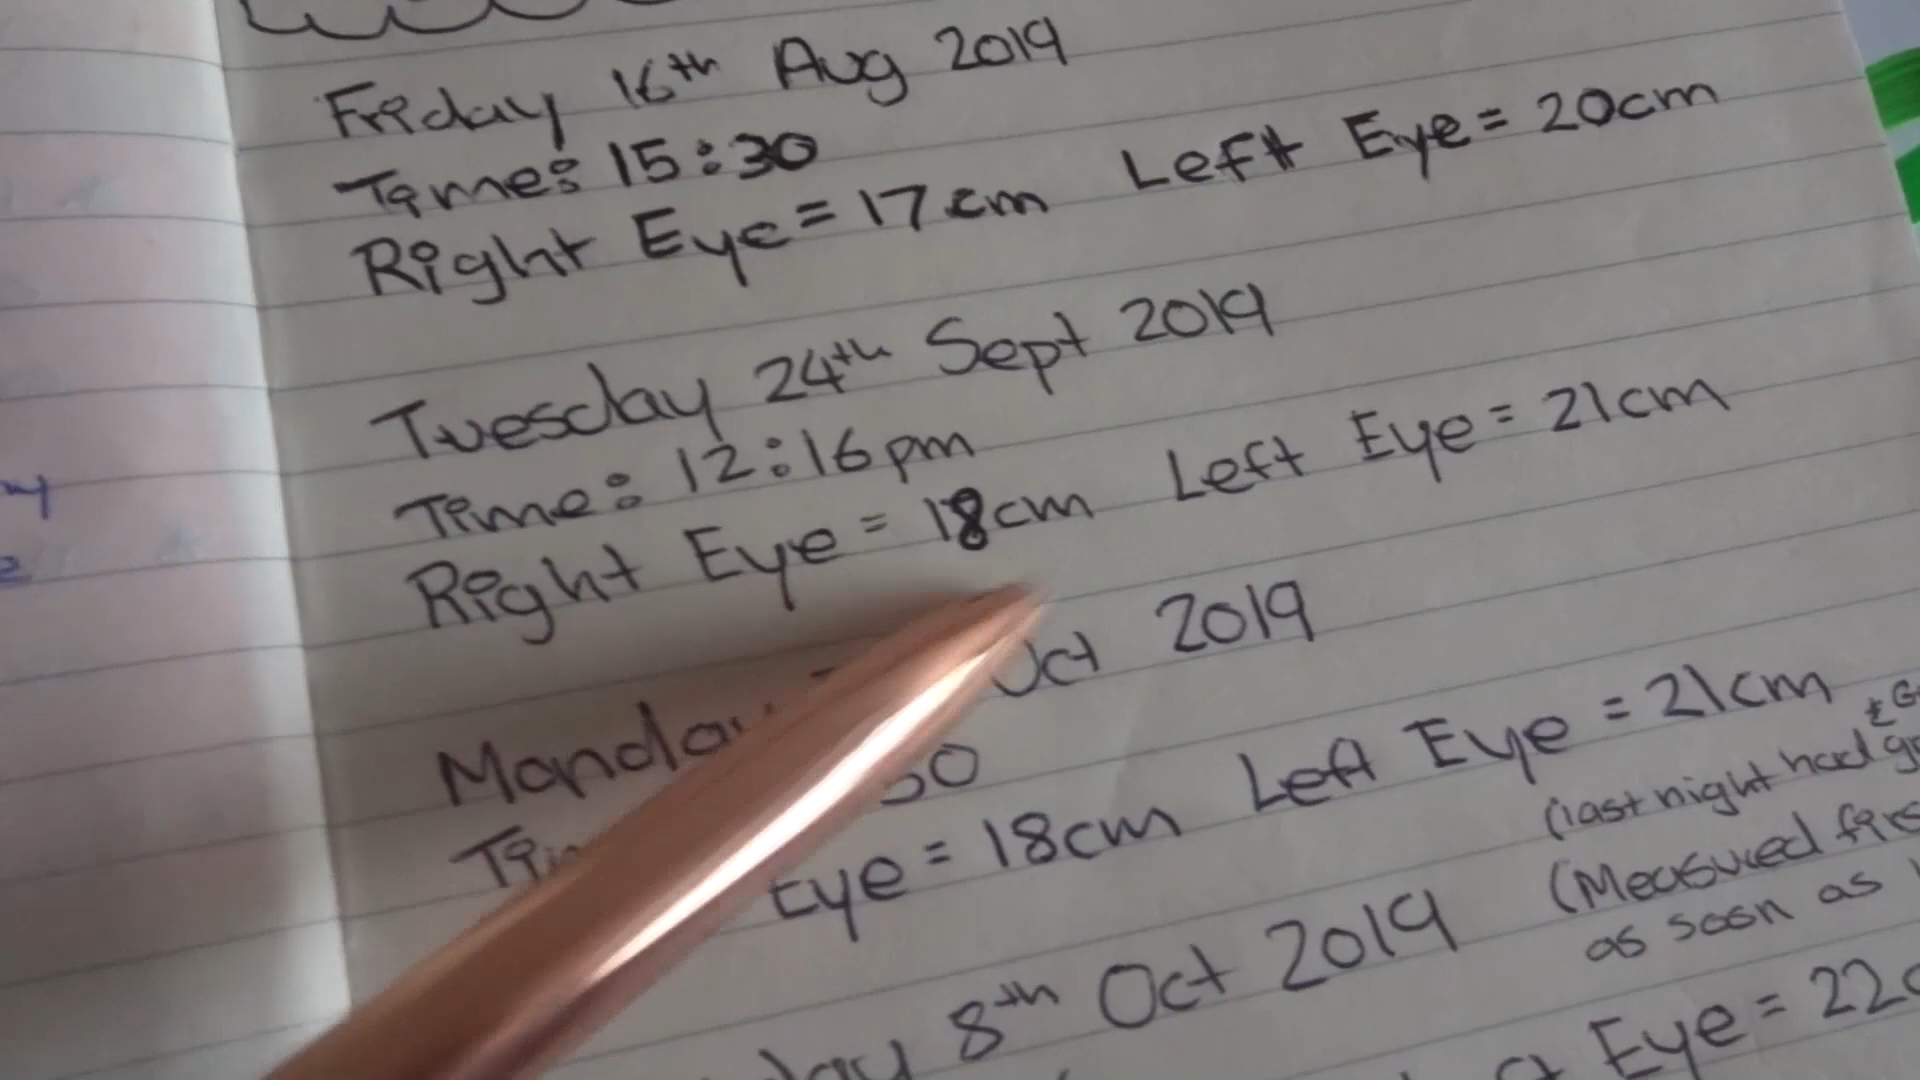 Friday 16th Aug 2019
Time: 15:30
Right Eye = 17cm Left Eye = 20cm
Tuesday 24th Sept 2019
Time: 12:16pm
Right Eye = 18cm Left Eye = 21cm
Monday Oct 2019
Eye = 18cm Left Eye = 21cm
(last night had
(Measured
as soon as
8th Oct 2019
Eye = 22